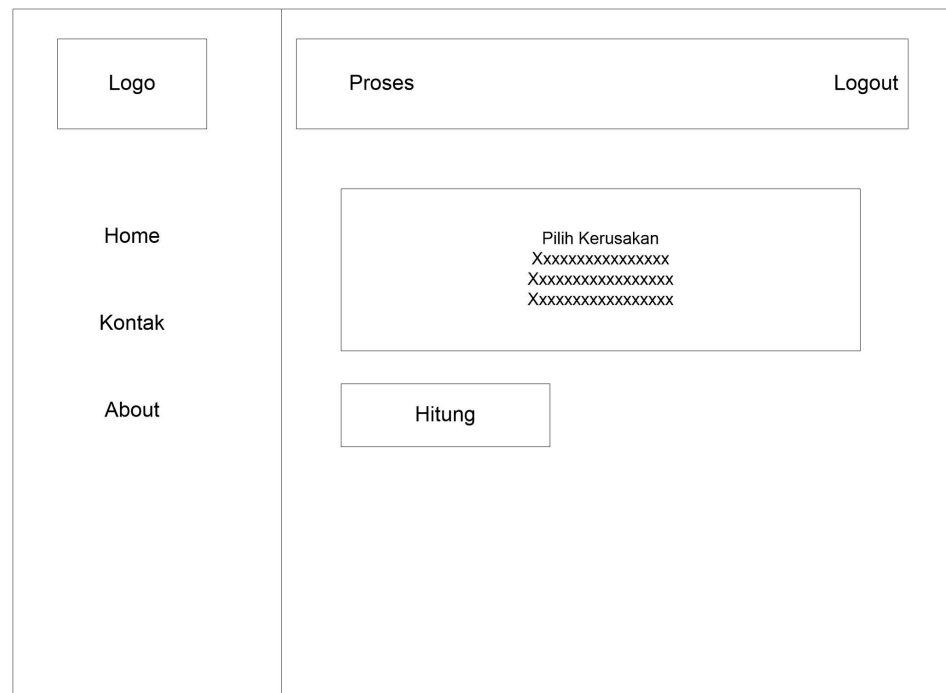 Logo
Proses
Logout
Home
Kontak
About
Pilih Kerusakan
Xxxxxxxxxxxxxxxx
Xxxxxxxxxxxxxxxxx
Xxxxxxxxxxxxxxxxx
Hitung